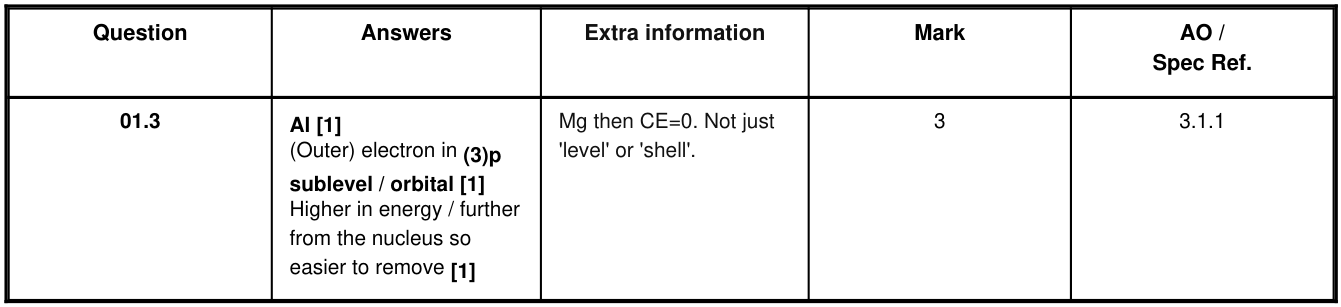 Question Answers Extra information Mark AO /
Spec Ref.
01.3
Al [1]
(Outer) electron in (3)p
sublevel / orbital [1]
Higher in energy / further
from the nucleus so
easier to remove [1]
Mg then CE=0. Not just
'level' or 'shell'.
3
3.1.1